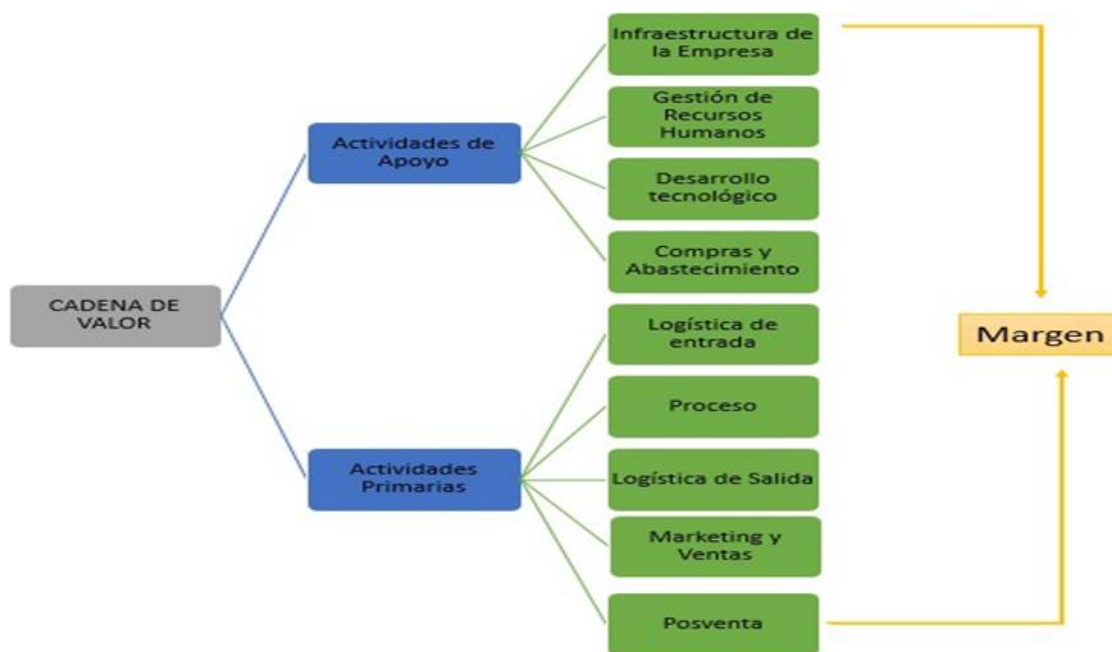 Infraestructura de
la Empresa
Gestión de
Recursos
Humanos
Actividades de
Apoyo
Desarrollo
tecnológico
Compras y
Abastecimiento
CADENA DE
VALOR
Logística de
entrada
Margen
Proceso
Actividades
Primarias
Logística de Salida
Marketing y
Ventas
Posventa